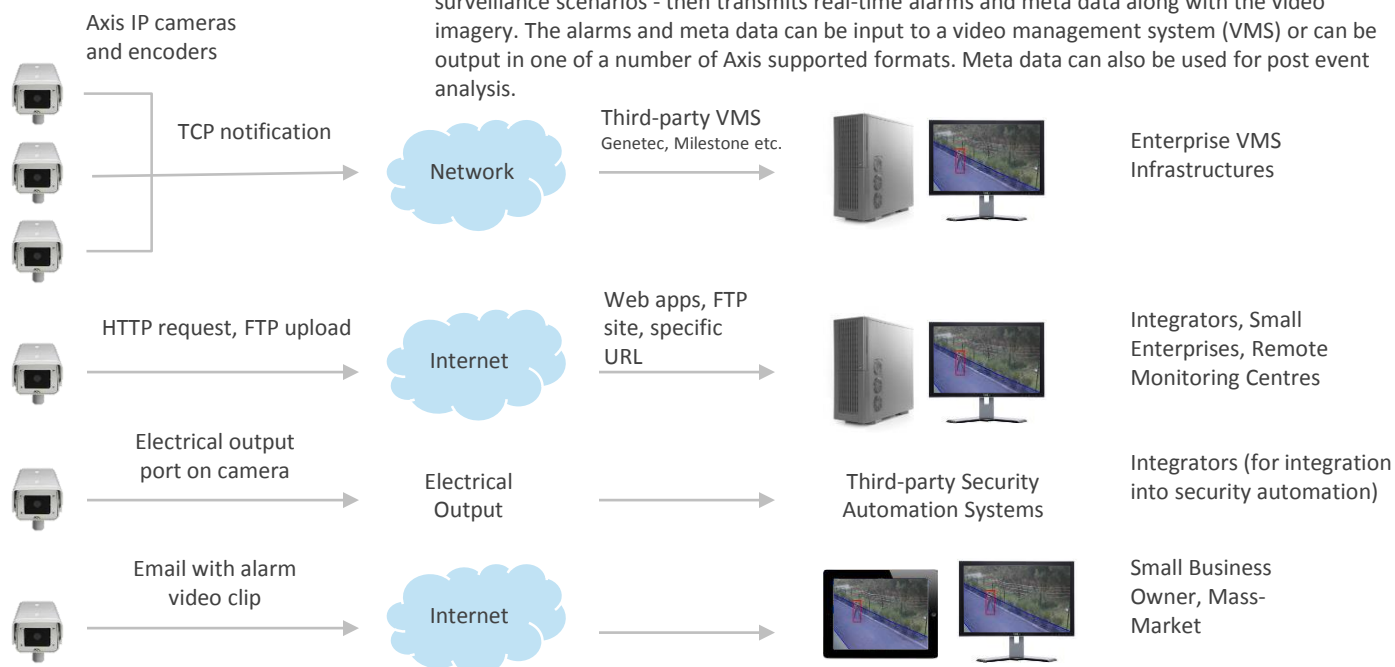 surveillance scenarios - then transmits real-time alarms and meta data along with the video
imagery. The alarms and meta data can be input to a video management system (VMS) or can be
output in one of a number of Axis supported formats. Meta data can also be used for post event
analysis.
Axis IP cameras
and encoders
TCP notification
Network
Third-party VMS
Genetec, Milestone etc.
Enterprise VMS
Infrastructures
HTTP request, FTP upload
Internet
Web apps, FTP
site, specific
URL
Integrators, Small
Enterprises, Remote
Monitoring Centres
Electrical output
port on camera
Electrical
Output
Third-party Security
Automation Systems
Integrators (for integration
into security automation)
Email with alarm
video clip
Internet
Small Business
Owner, Mass-
Market